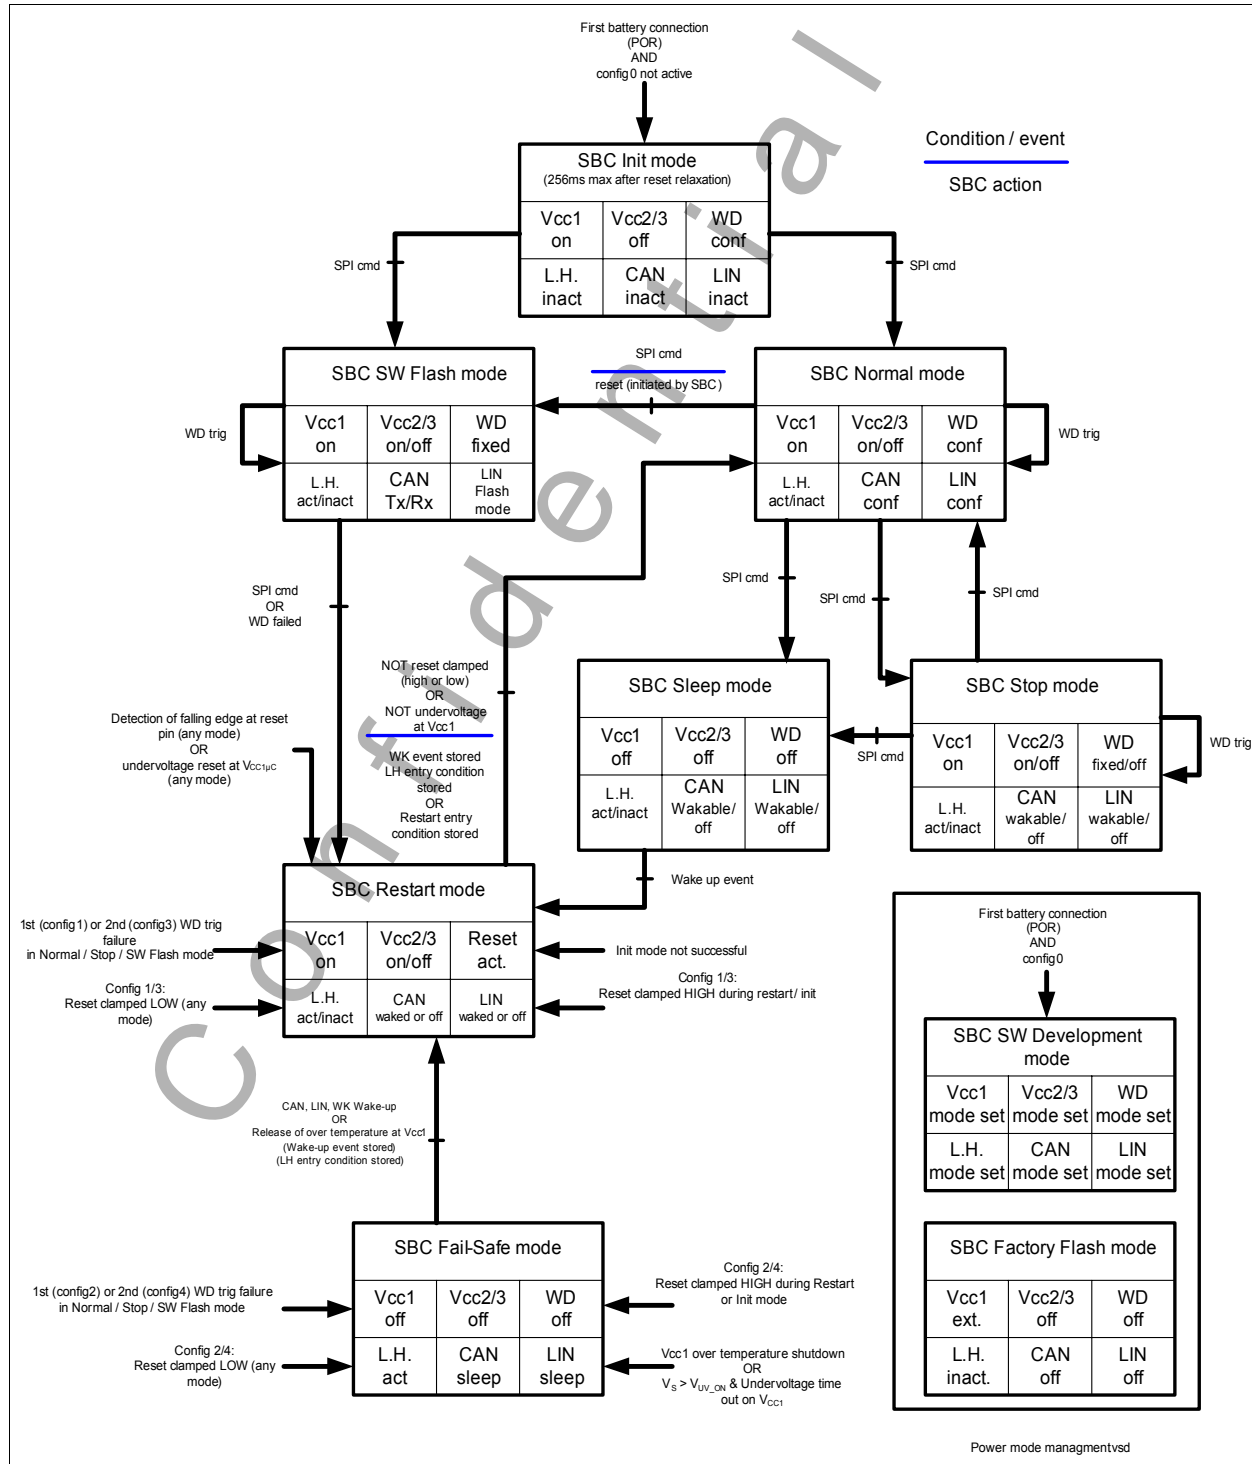 First battery connection
(POR)
AND
config0 not active
Condition / event
SBC action
SBC Init mode
(256ms max after reset relaxation)
Vcc1
on
Vcc2/3
off
WD
conf
L.H.
inact
CAN
inact
LIN
inact
SPI cmd
SPI cmd
SBC SW Flash mode
Vcc1
on
Vcc2/3
on/off
WD
fixed
L.H.
act/inact
CAN
Tx/Rx
LIN
Flash
mode
WD trig
SPI cmd
reset (initiated by SBC)
SBC Normal mode
Vcc1
on
Vcc2/3
on/off
WD
conf
L.H.
act/inact
CAN
conf
LIN
conf
WD trig
SPI cmd
OR
WD failed
SPI cmd
SPI cmd
SPI cmd
NOT reset clamped
(high or low)
OR
NOT undervoltage
at Vcc1
WK event stored
LH entry condition
stored
OR
Restart entry
condition stored
Detection of falling edge at reset
pin (any mode)
OR
undervoltage reset at VCC1µC
(any mode)
SBC Sleep mode
Vcc1
off
Vcc2/3
off
WD
off
L.H.
act/inact
CAN
Wakable/
off
LIN
Wakable/
off
SPI cmd
SBC Stop mode
Vcc1
on
Vcc2/3
on/off
WD
fixed/off
L.H.
act/inact
CAN
wakable/
off
LIN
wakable/
off
WD trig
Wake up event
SBC Restart mode
Vcc1
on
Vcc2/3
on/off
Reset
act.
L.H.
act/inact
CAN
waked or off
LIN
waked or off
1st (config1) or 2nd (config3) WD trig
failure
in Normal / Stop / SW Flash mode
Config 1/3:
Reset clamped LOW (any
mode)
Init mode not successful
Config 1/3:
Reset clamped HIGH during restart / init
CAN, LIN, WK Wake-up
OR
Release of over temperature at Vcc1
(Wake-up event stored)
(LH entry condition stored)
SBC Fail-Safe mode
Vcc1
off
Vcc2/3
off
WD
off
L.H.
act
CAN
sleep
LIN
sleep
1st (config2) or 2nd (config4) WD trig failure
in Normal / Stop / SW Flash mode
Config 2/4:
Reset clamped LOW (any
mode)
Config 2/4:
Reset clamped HIGH during Restart
or Init mode
Vcc1 over temperature shutdown
OR
VS > VUV_ON & Undervoltage time
out on VCC1
First battery connection
(POR)
AND
config0
SBC SW Development
mode
Vcc1
mode set
Vcc2/3
mode set
WD
mode set
L.H.
mode set
CAN
mode set
LIN
mode set
SBC Factory Flash mode
Vcc1
ext.
Vcc2/3
off
WD
off
L.H.
inact.
CAN
off
LIN
off
Power mode managmentvsd
Confidential